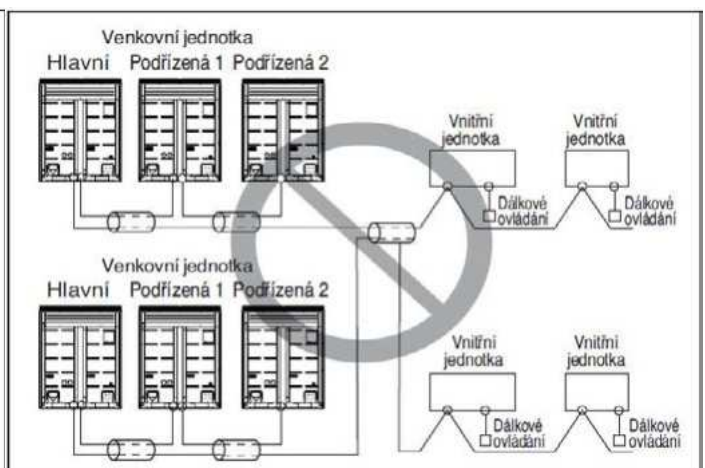 Venkovní jednotka
Hlavní Podřízená 1 Podřízená 2
Vnitřní
jednotka
Vnitřní
jednotka
Dálkové
ovládání
Dálkové
ovládání
Venkovní jednotka
Hlavní Podřízená 1 Podřízená 2
Vnitřní
jednotka
Vnitřní
jednotka
Dálkové
ovládání
Dálkové
ovládání